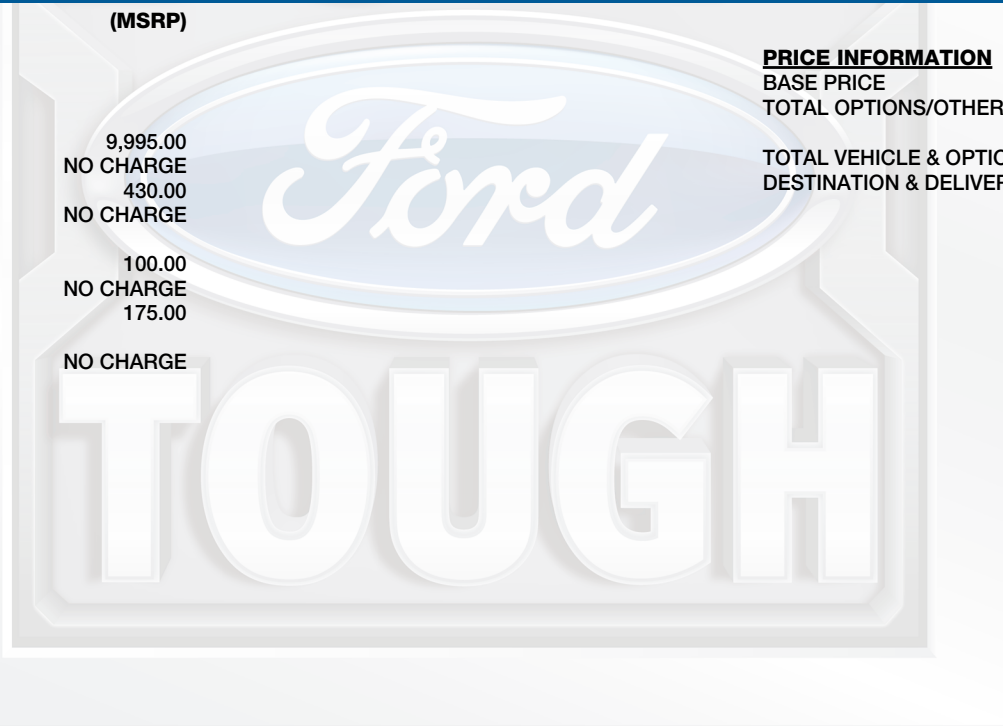 (MSRP)
9,995.00
NO CHARGE
430.00
NO CHARGE
100.00
NO CHARGE
175.00
NO CHARGE
PRICE INFORMATION
BASE PRICE
TOTAL OPTIONS/OTHER
TOTAL VEHICLE & OPTIO
DESTINATION & DELIVER
Ford
TOUGH